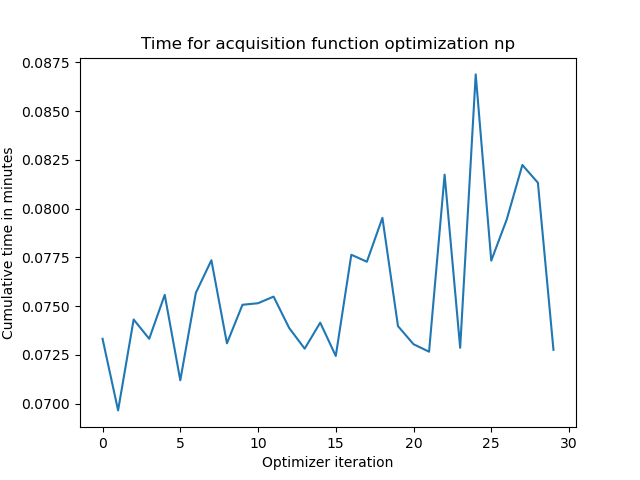 Time for acquisition function optimization np
0.0875
0.0850
0.0825
0.0800
0.0775
0.0750
0.0725
0.0700
Cumulative time in minutes
0 5 10 15 20 25 30
Optimizer iteration